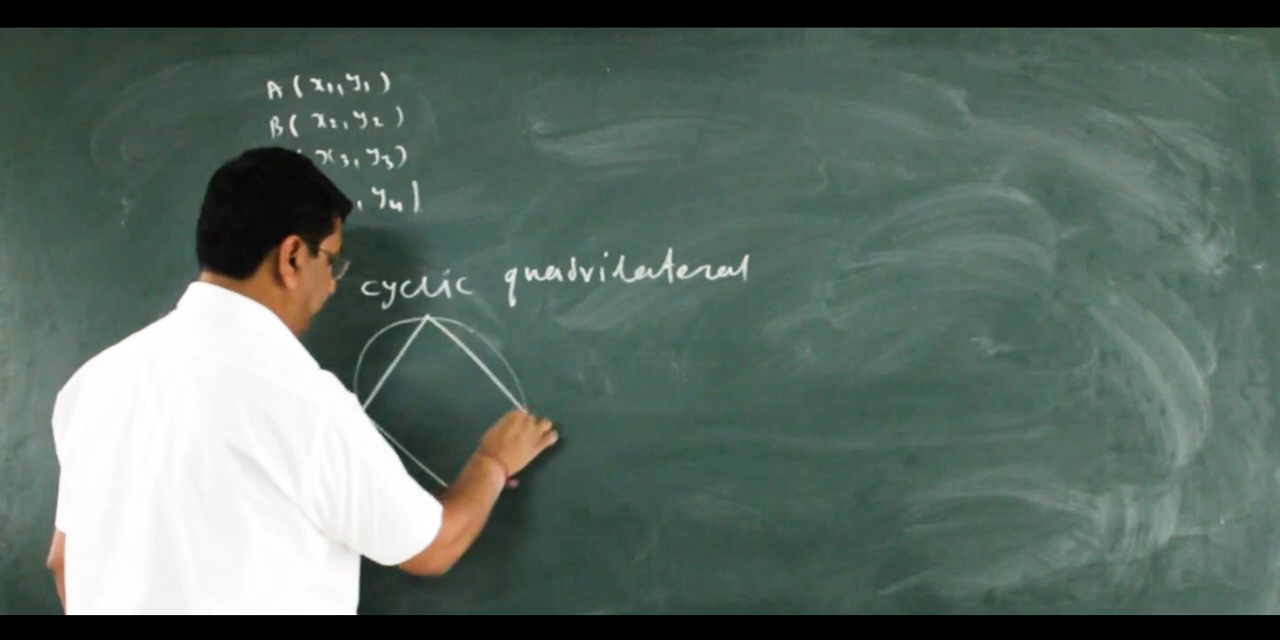 A ( x₁, y₁ )
B ( x₂, y₂ )
( x₃, y₃ )
, y₄ )
cyclic quadrilateral